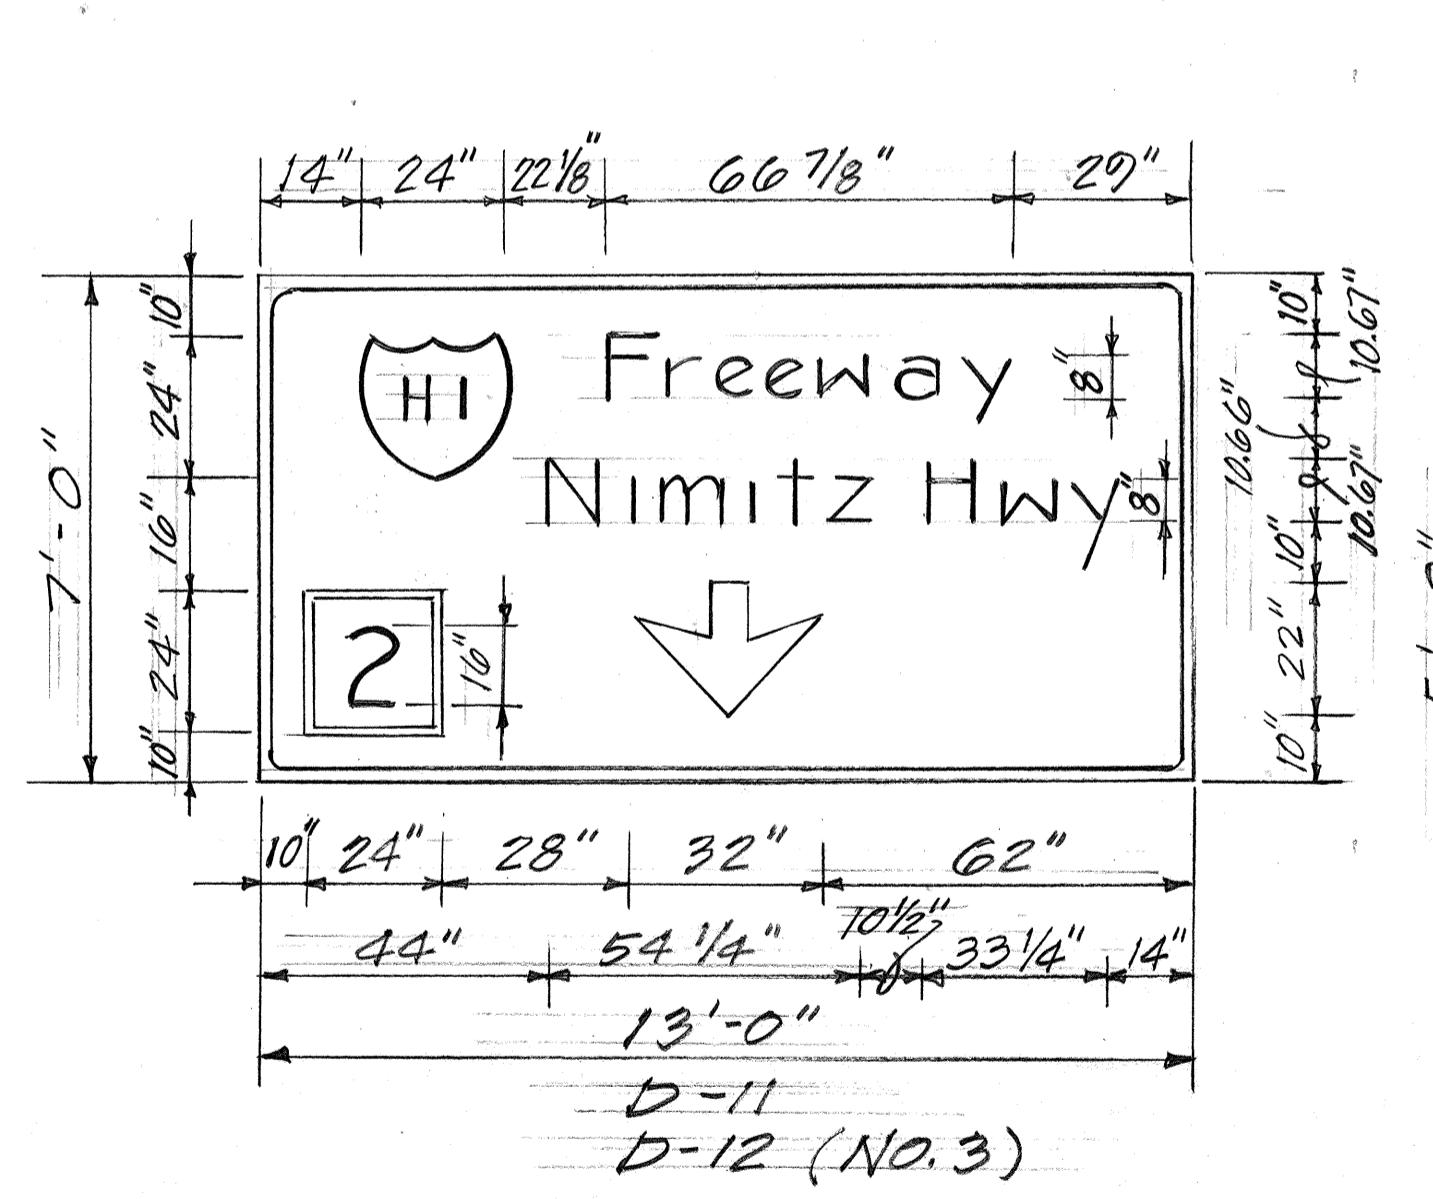 14" 24" 22 1/8" 66 7/8" 29"
10" 24" 16" 24" 10"
7'-0"
H1 Freeway 8"
Nimitz Hwy 8"
2 16"
10" 10.67" 10.66" 10.67" 10" 22" 10"
10" 24" 28" 32" 62"
44" 54 1/4" 10 1/2" 33 1/4" 14"
13'-0"
D-11
D-12 (NO. 3)